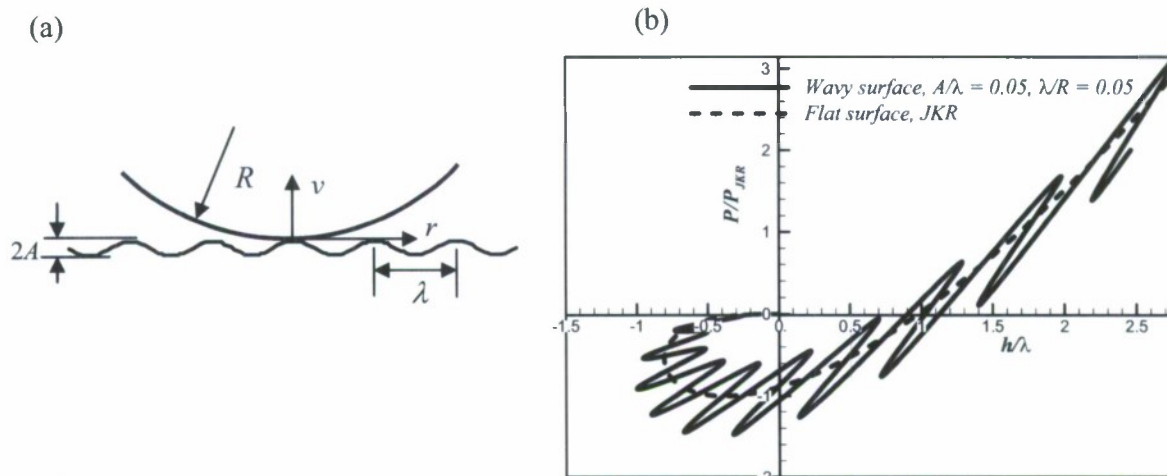 (a)
R
v
r
2A
λ
(b)
Wavy surface, A/λ = 0.05, λ/R = 0.05
Flat surface, JKR
P/P_JKR
3
2
1
0
-1
-1.5
-1
-0.5
0
0.5
1
1.5
2
2.5
h/λ